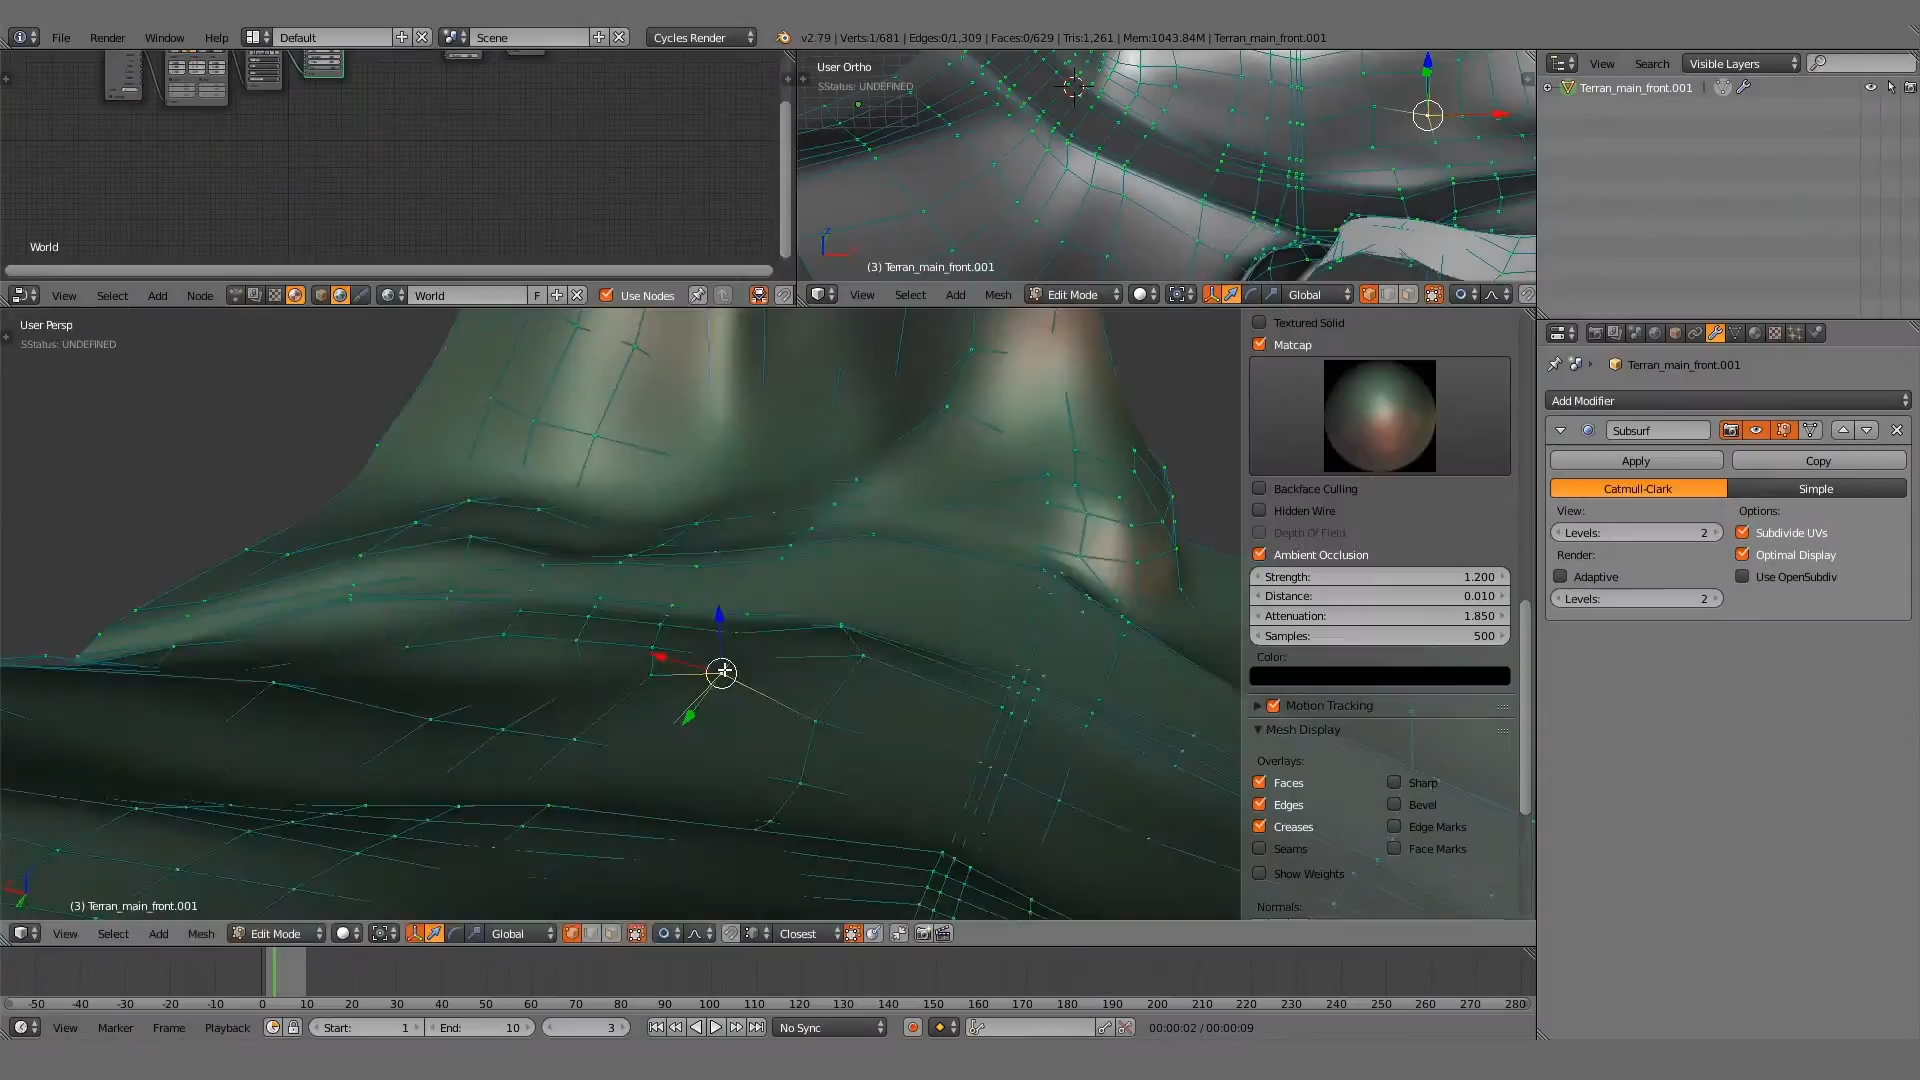 File Render Window Help Default Scene Cycles Render v2.79 | Verts:1/681 | Edges:0/1,309 | Faces:0/629 | Tris:1,261 | Mem:1043.84M | Terran_main_front.001
World
View Select Add Node World F Use Nodes
User Ortho
SStatus: UNDEFINED
(3) Terran_main_front.001
View Select Add Mesh Edit Mode Global
View Search Visible Layers
Terran_main_front.001
User Persp
SStatus: UNDEFINED
(3) Terran_main_front.001
Textured Solid
Matcap
Backface Culling
Hidden Wire
Depth Of Field
Ambient Occlusion
Strength: 1.200
Distance: 0.010
Attenuation: 1.850
Samples: 500
Color:
Motion Tracking
Mesh Display
Overlays:
Faces Sharp
Edges Bevel
Creases Edge Marks
Seams Face Marks
Show Weights
Normals:
Terran_main_front.001
Add Modifier
Subsurf
Apply Copy
Catmull-Clark Simple
View: Options:
Levels: 2 Subdivide UVs
Render: Optimal Display
Adaptive Use OpenSubdiv
Levels: 2
View Select Add Mesh Edit Mode Global Closest
-50 -40 -30 -20 -10 0 10 20 30 40 50 60 70 80 90 100 110 120 130 140 150 160 170 180 190 200 210 220 230 240 250 260 270 280
View Marker Frame Playback Start: 1 End: 10 3 No Sync 00:00:02 / 00:00:09